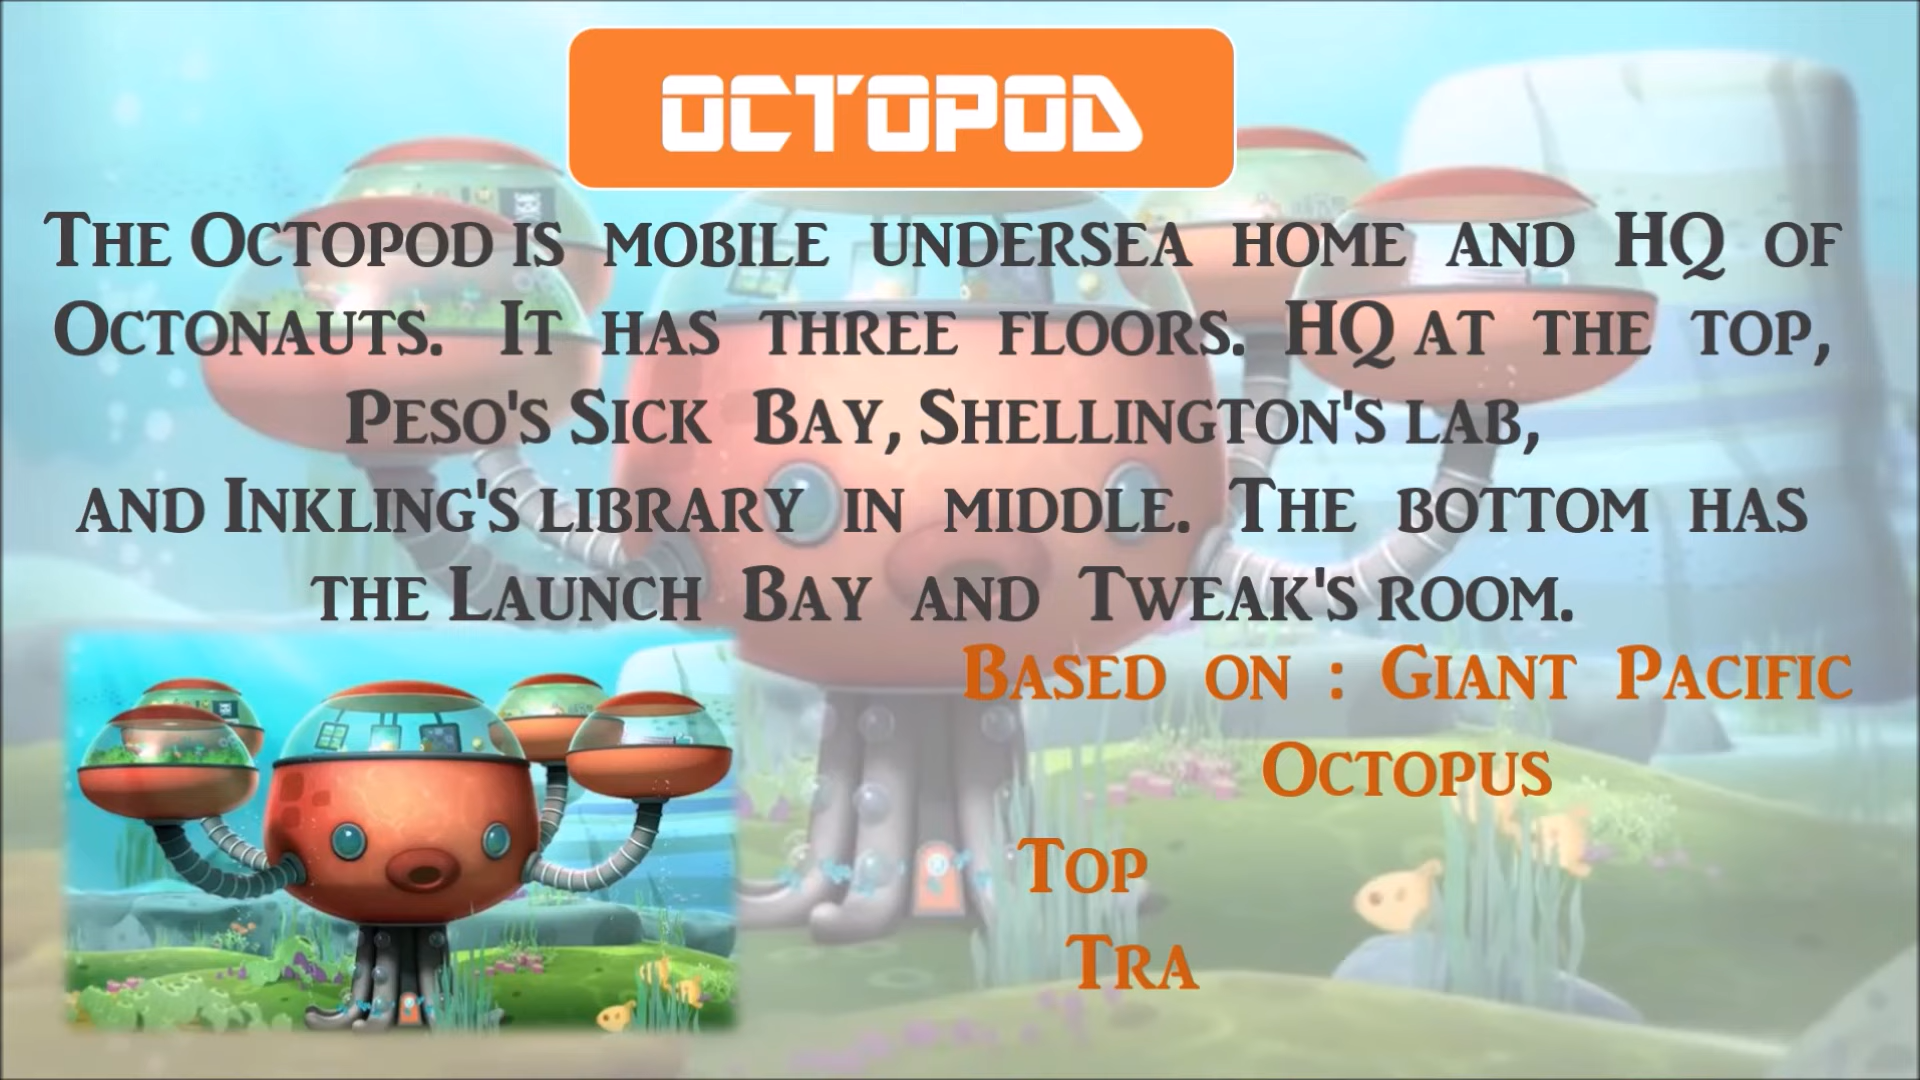 OCTOPOD
The Octopod is mobile undersea home and HQ of
Octonauts. It has three floors. HQ at the top,
Peso's Sick Bay, Shellington's lab,
and Inkling's library in middle. The bottom has
the Launch Bay and Tweak's room.
Based on : Giant Pacific
Octopus
Top
Tra